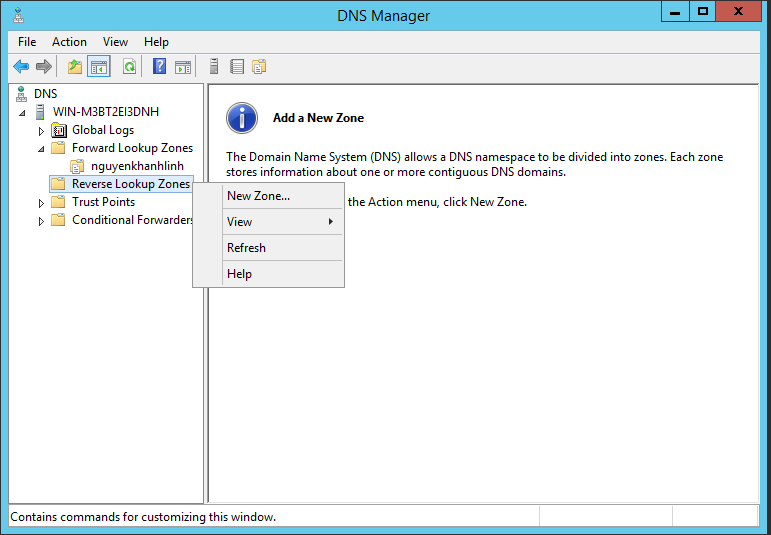 DNS Manager
File Action View Help
DNS
WIN-M3BT2EI3DNH
Global Logs
Forward Lookup Zones
nguyenkhanhlinh
Reverse Lookup Zones
Trust Points
Conditional Forwarders
Add a New Zone
The Domain Name System (DNS) allows a DNS namespace to be divided into zones. Each zone
stores information about one or more contiguous DNS domains.
the Action menu, click New Zone.
New Zone...
View
Refresh
Help
Contains commands for customizing this window.